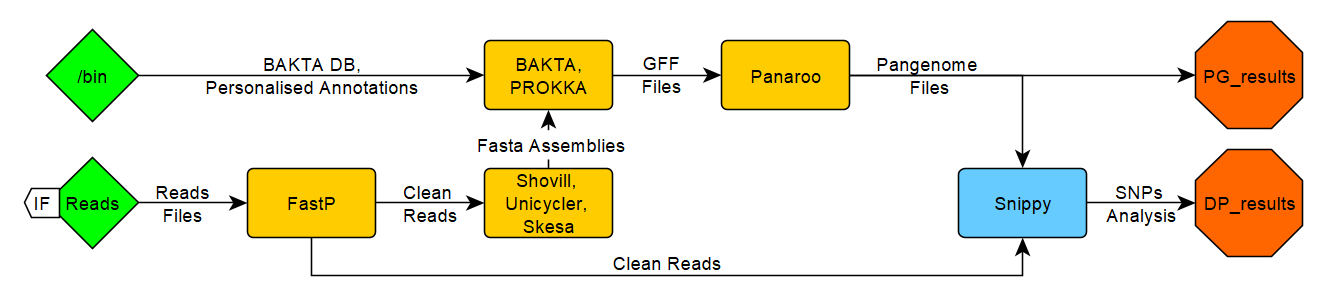 /bin
BAKTA DB,
Personalised Annotations
BAKTA,
PROKKA
GFF
Files
Panaroo
Pangenome
Files
PG_results
Fasta Assemblies
IF
Reads
Reads
Files
FastP
Clean
Reads
Shovill,
Unicycler,
Skesa
Snippy
SNPs
Analysis
DP_results
Clean Reads